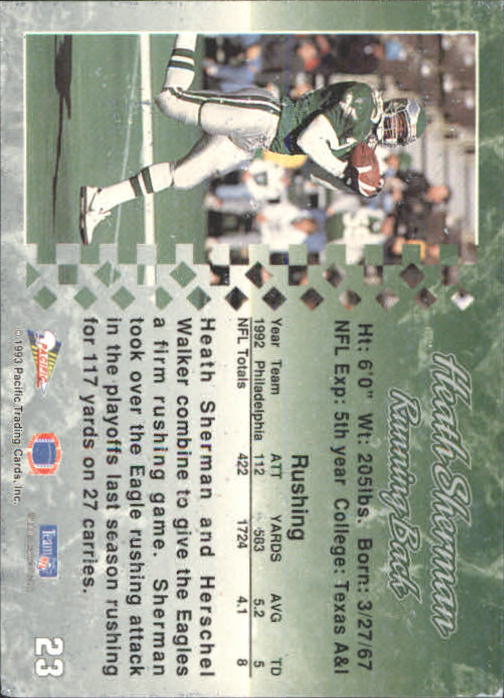 Heath Sherman
Running Back
Ht: 6'0" Wt: 205lbs. Born: 3/27/67
NFL Exp: 5th year College: Texas A&I
Rushing
Year Team ATT YARDS AVG TD
1992 Philadelphia 112 583 5.2 5
NFL Totals 422 1724 4.1 8
Heath Sherman and Herschel
Walker combine to give the Eagles
a firm rushing game. Sherman
took over the Eagle rushing attack
in the playoffs last season rushing
for 117 yards on 27 carries.
PACIFIC
Team NFL
23
© 1993 Pacific Trading Cards, Inc.